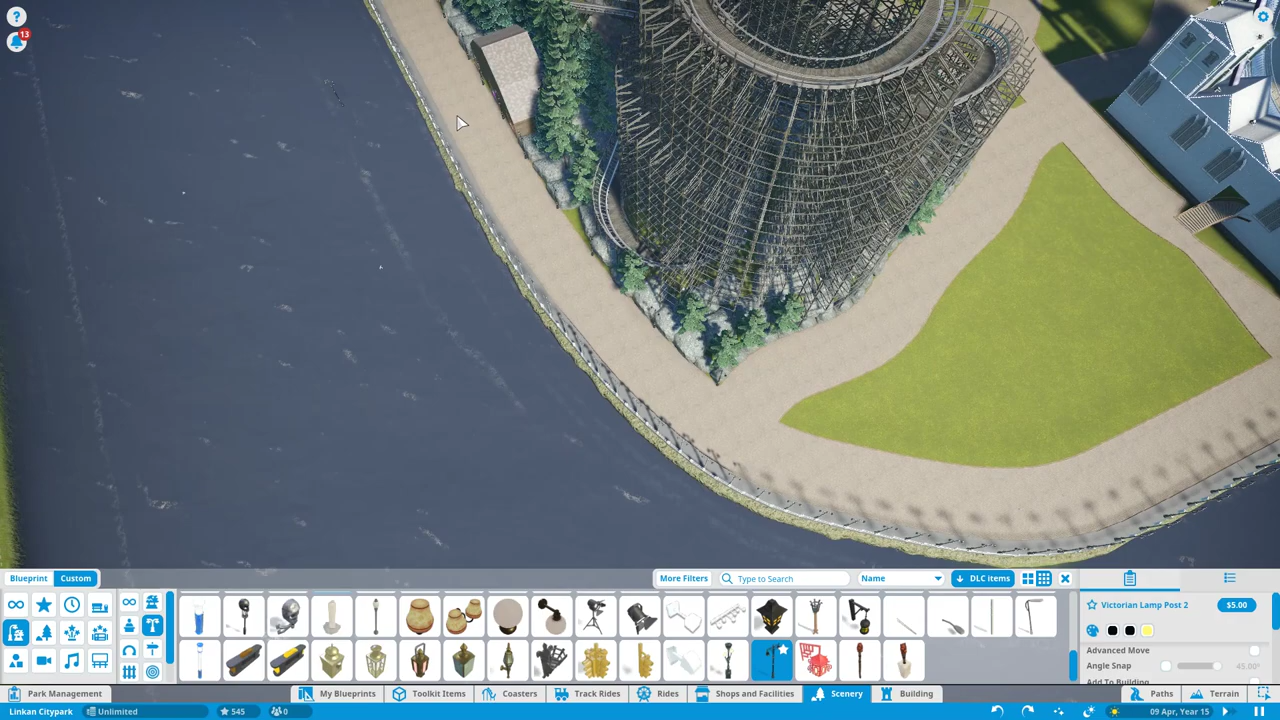 ?
13
Blueprint
Custom
More Filters
Type to Search
Name
DLC items
Victorian Lamp Post 2
$5.00
Advanced Move
Angle Snap
45.00°
Add To Building
Park Management
My Blueprints
Toolkit Items
Coasters
Track Rides
Rides
Shops and Facilities
Scenery
Building
Paths
Terrain
Linkan Citypark
Unlimited
545
0
09 Apr, Year 15